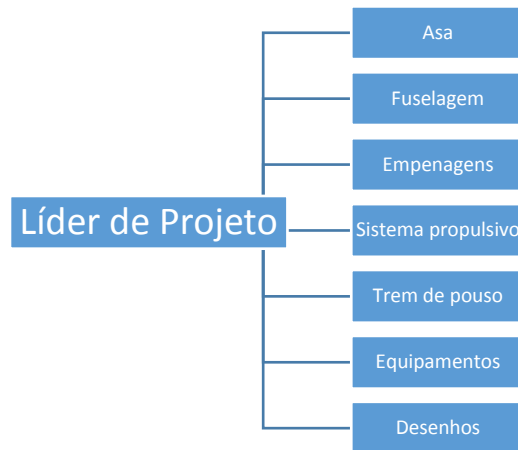 Líder de Projeto
Asa
Fuselagem
Empenagens
Sistema propulsivo
Trem de pouso
Equipamentos
Desenhos